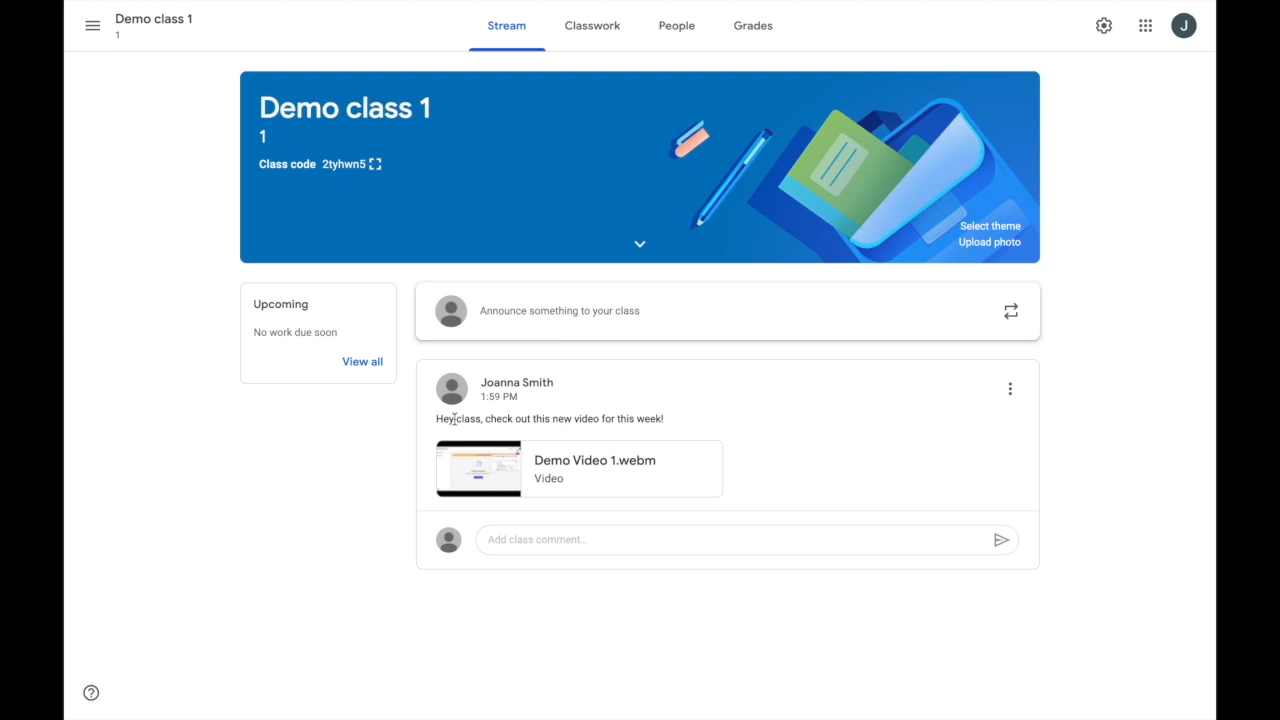 Demo class 1
1
Stream
Classwork
People
Grades
J
Demo class 1
1
Class code 2tyhwn5
Select theme
Upload photo
Upcoming
No work due soon
View all
Announce something to your class
Joanna Smith
1:59 PM
Hey class, check out this new video for this week!
Demo Video 1.webm
Video
Add class comment...